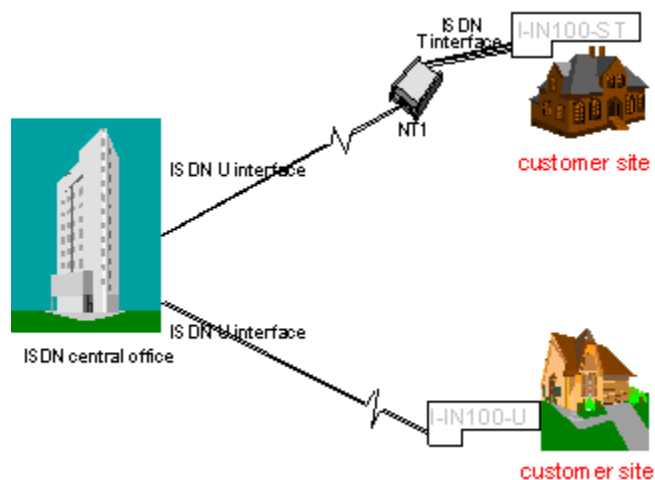 ISDN
T interface
I-IN100-ST
NT1
customer site
ISDN U interface
ISDN U interface
ISDN central office
I-IN100-U
customer site